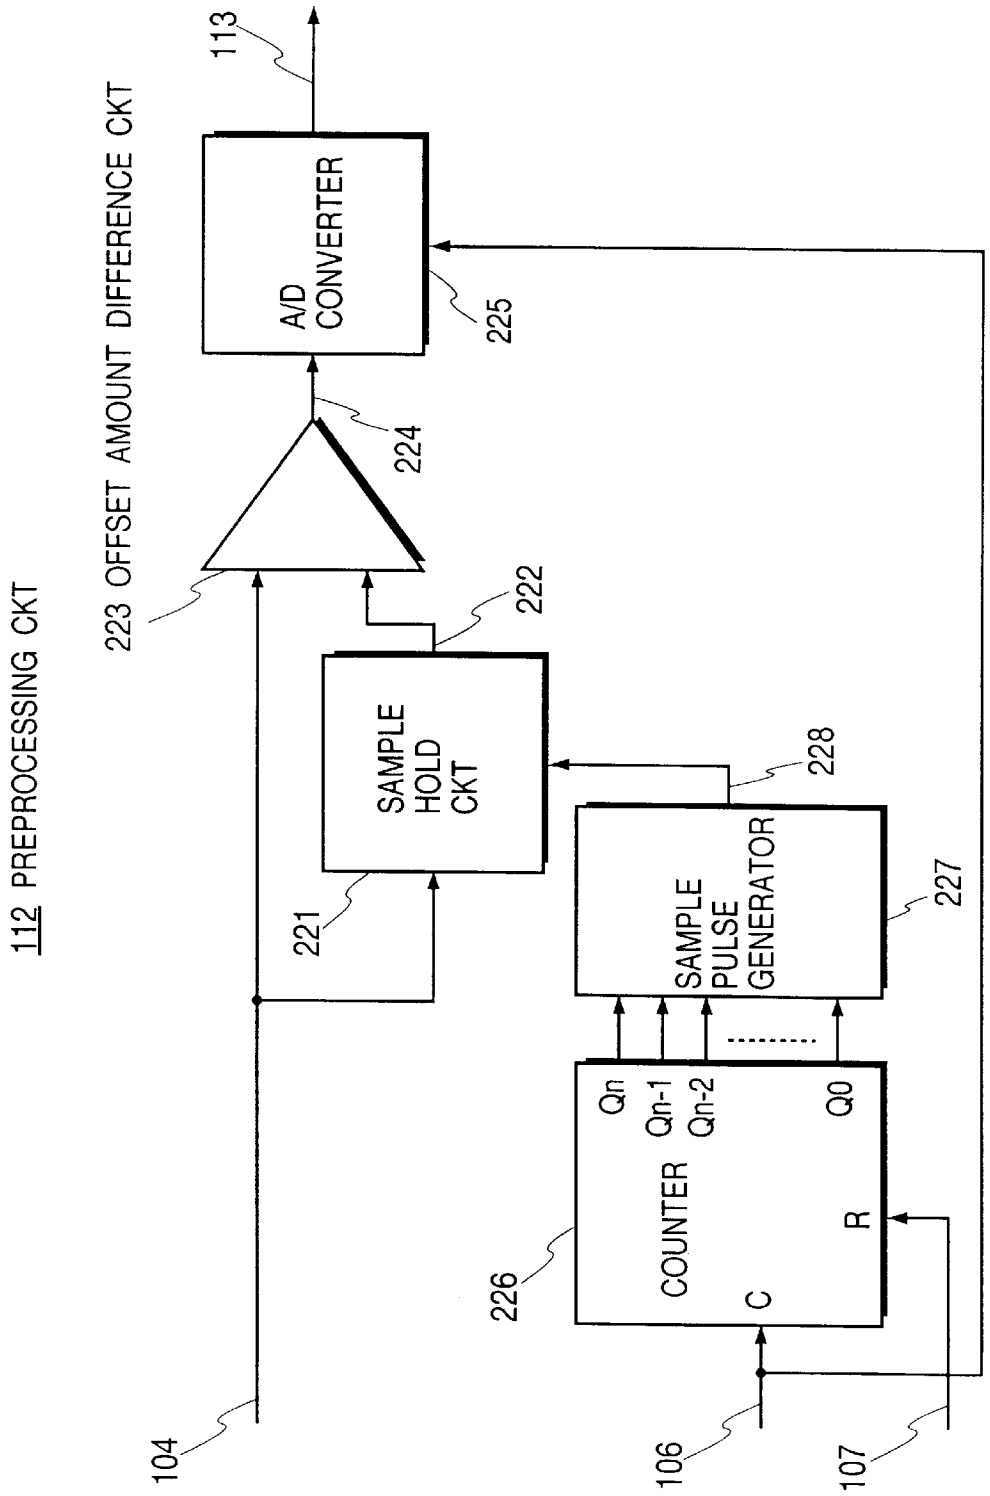 112 PREPROCESSING CKT
223 OFFSET AMOUNT DIFFERENCE CKT
113
A/D
CONVERTER
225
224
222
SAMPLE
HOLD
CKT
221
228
SAMPLE
PULSE
GENERATOR
227
Qn
Qn-1
Qn-2
Q0
COUNTER
C
R
226
104
106
107